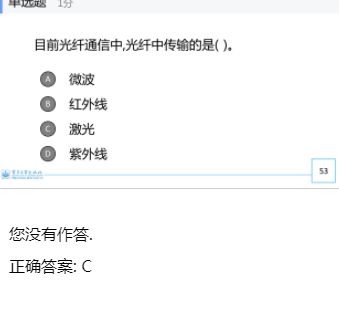 单选题 1分
目前光纤通信中,光纤中传输的是( )。
A 微波
B 红外线
C 激光
D 紫外线
53
您没有作答.
正确答案: C